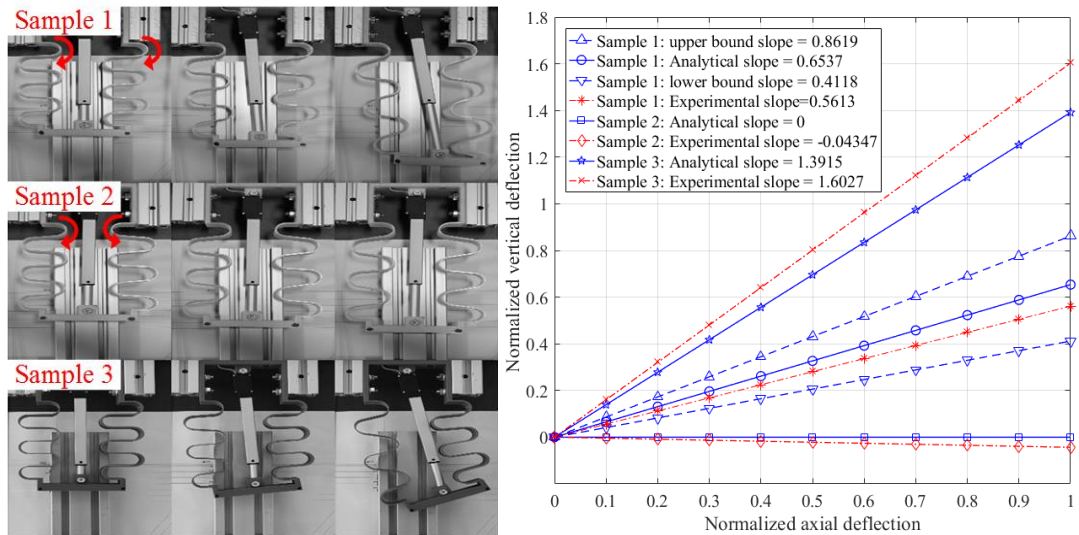 Sample 1
Sample 2
Sample 3
Normalized vertical deflection
1.8
1.6
1.4
1.2
1
0.8
0.6
0.4
0.2
0
Sample 1: upper bound slope = 0.8619
Sample 1: Analytical slope = 0.6537
Sample 1: lower bound slope = 0.4118
Sample 1: Experimental slope=0.5613
Sample 2: Analytical slope = 0
Sample 2: Experimental slope = -0.04347
Sample 3: Analytical slope = 1.3915
Sample 3: Experimental slope = 1.6027
0 0.1 0.2 0.3 0.4 0.5 0.6 0.7 0.8 0.9 1
Normalized axial deflection